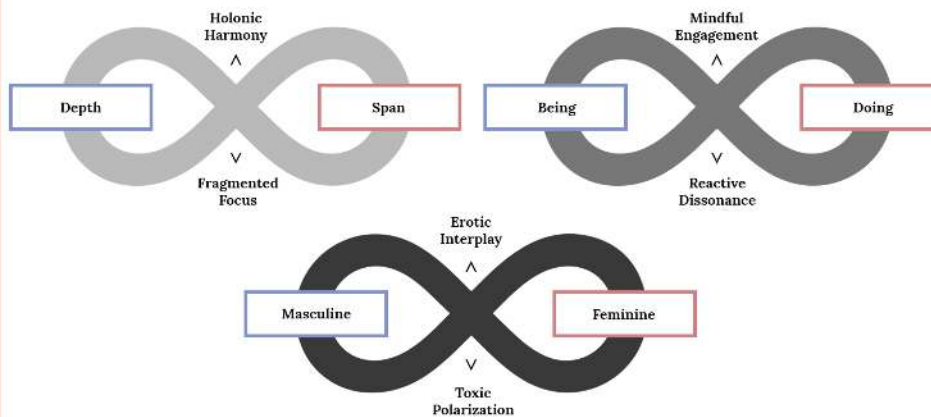 Holonic
Harmony
Depth
Span
Fragmented
Focus
Mindful
Engagement
Being
Doing
Reactive
Dissonance
Erotic
Interplay
Masculine
Feminine
Toxic
Polarization